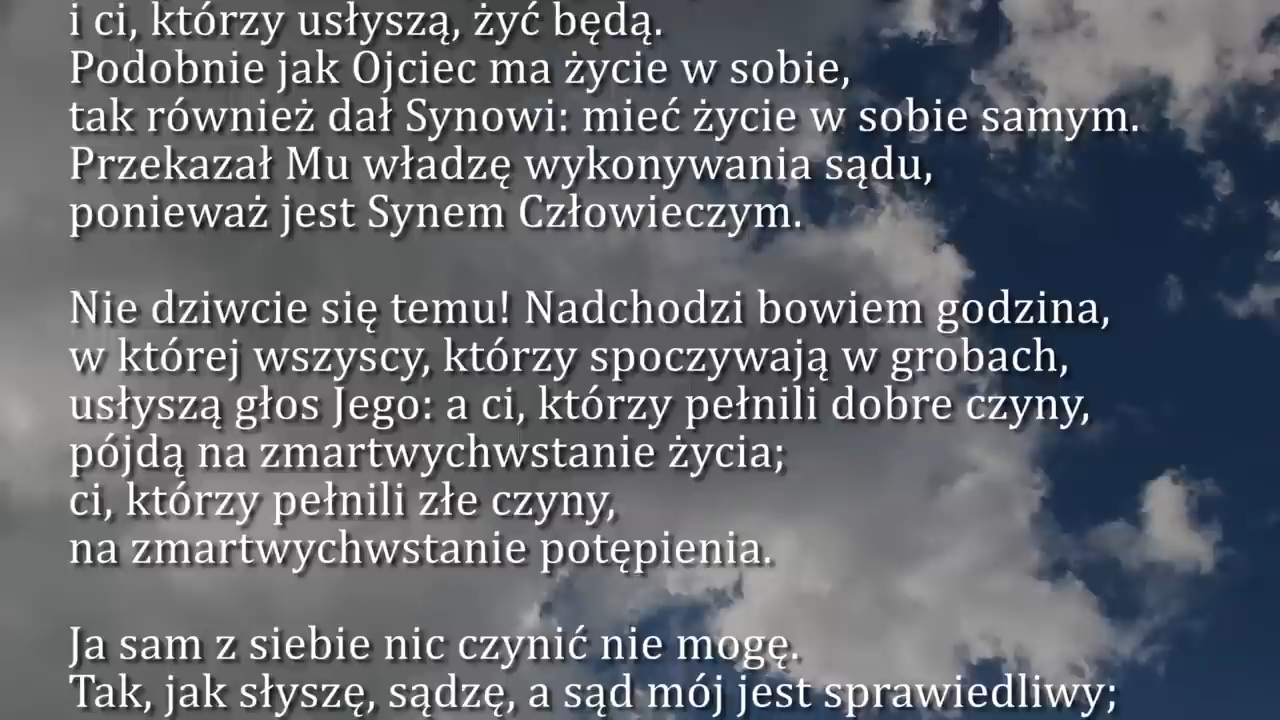 i ci, którzy usłyszą, żyć będą.
Podobnie jak Ojciec ma życie w sobie,
tak również dał Synowi: mieć życie w sobie samym.
Przekazał Mu władzę wykonywania sądu,
ponieważ jest Synem Człowieczym.
Nie dziwcie się temu! Nadchodzi bowiem godzina,
w której wszyscy, którzy spoczywają w grobach,
usłyszą głos Jego: a ci, którzy pełnili dobre czyny,
pójdą na zmartwychwstanie życia;
ci, którzy pełnili złe czyny,
na zmartwychwstanie potępienia.
Ja sam z siebie nic czynić nie mogę.
Tak, jak słyszę, sądzę, a sąd mój jest sprawiedliwy;